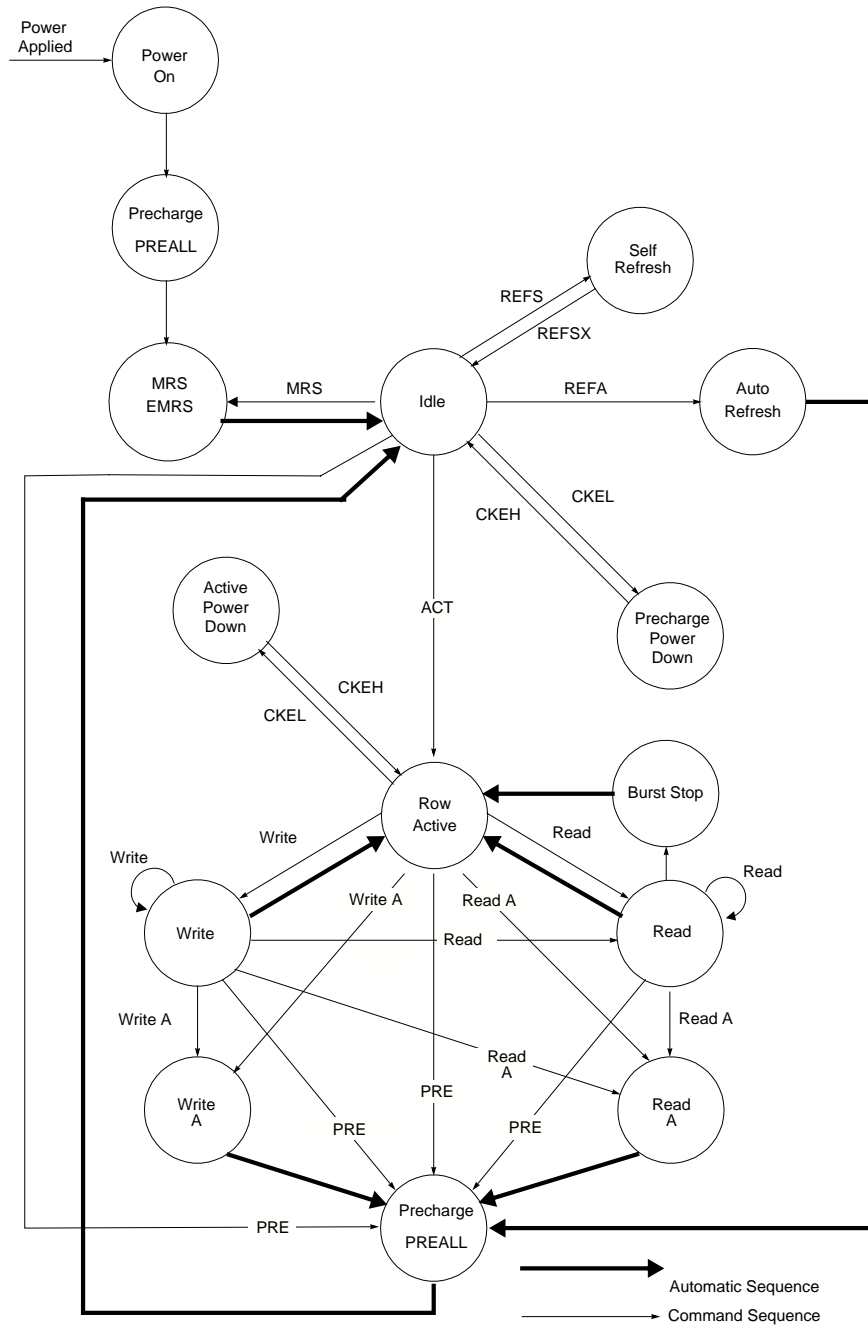 Power
Applied
Power
On
Precharge
PREALL
Self
Refresh
REFS
REFSX
MRS
EMRS
MRS
Idle
REFA
Auto
Refresh
CKEL
CKEH
Active
Power
Down
ACT
Precharge
Power
Down
CKEH
CKEL
Row
Active
Burst Stop
Write
Read
Write
Read
Write A
Read A
Write
Read
Read
Write A
Read A
Read
A
Write
A
PRE
Read
A
PRE
PRE
Precharge
PREALL
PRE
Automatic Sequence
Command Sequence